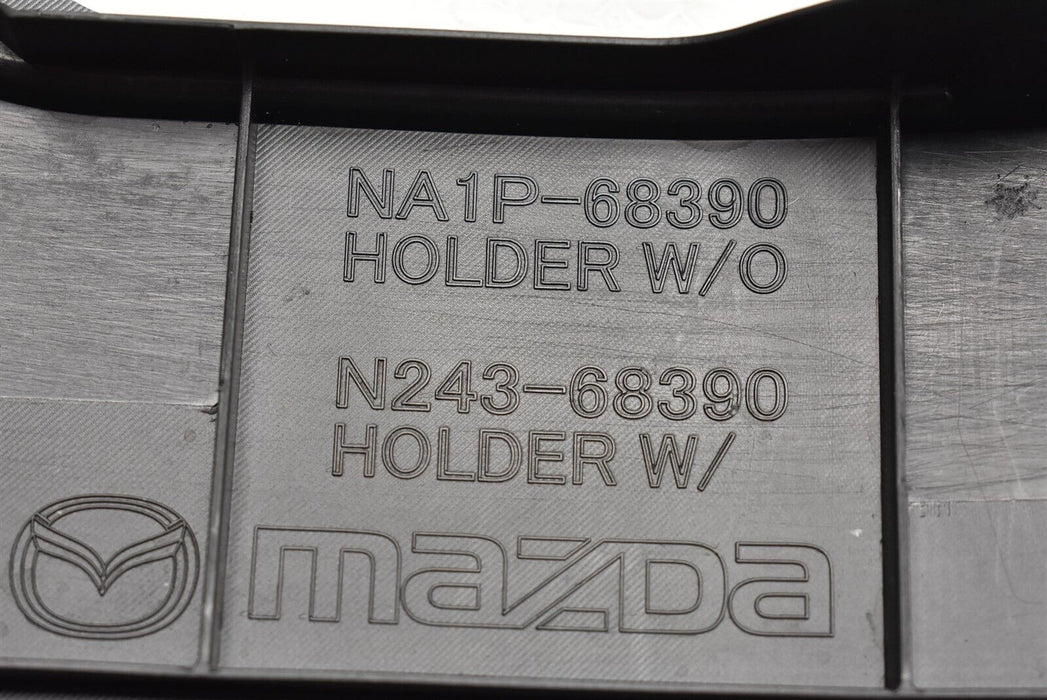 NA1P-68390
HOLDER W/O
N243-68390
HOLDER W/
mazda